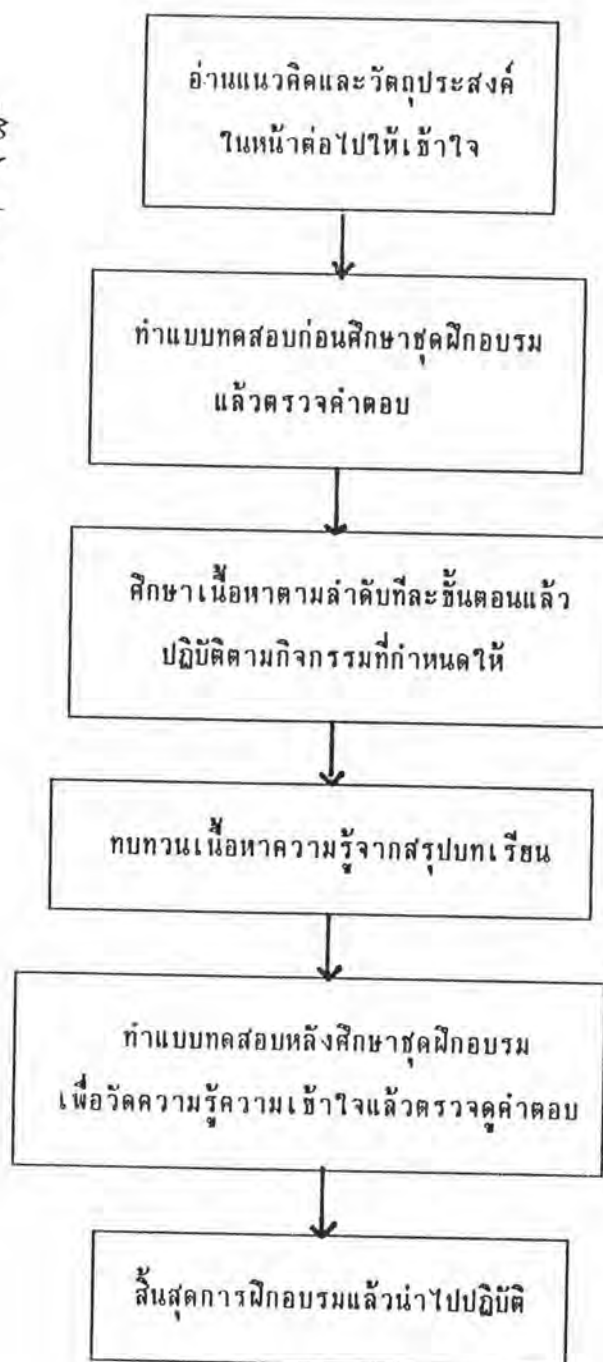 อ่านแนวคิดและวัตถุประสงค์
ในหน้าต่อไปให้เข้าใจ
ทำแบบทดสอบก่อนศึกษาชุดฝึกอบรม
แล้วตรวจคำตอบ
ศึกษาเนื้อหาตามลำดับทีละขั้นตอนแล้ว
ปฏิบัติตามกิจกรรมที่กำหนดให้
ทบทวนเนื้อหาความรู้จากสรุปบทเรียน
ทำแบบทดสอบหลังศึกษาชุดฝึกอบรม
เพื่อวัดความรู้ความเข้าใจแล้วตรวจดูคำตอบ
สิ้นสุดการฝึกอบรมแล้วนำไปปฏิบัติ